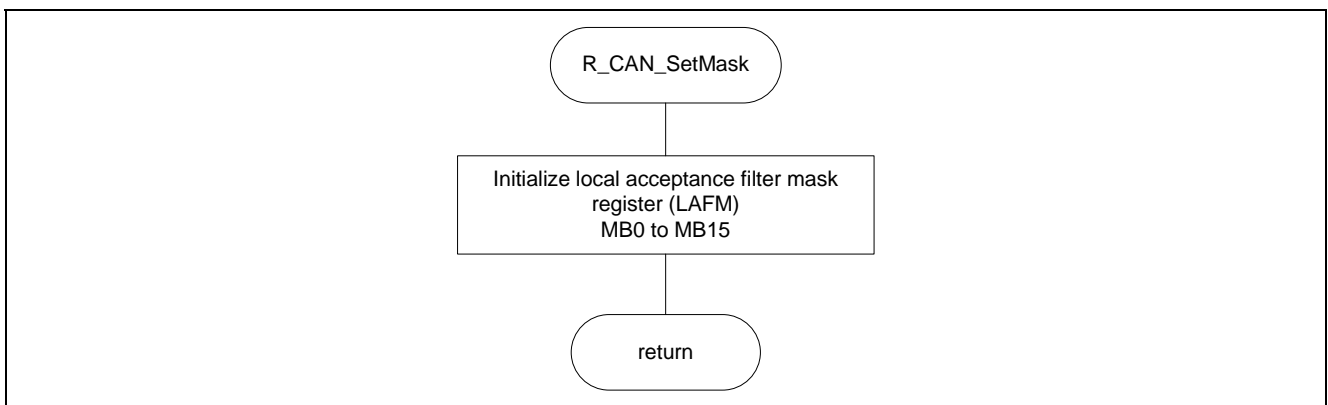 R_CAN_SetMask
Initialize local acceptance filter mask
register (LAFM)
MB0 to MB15
return